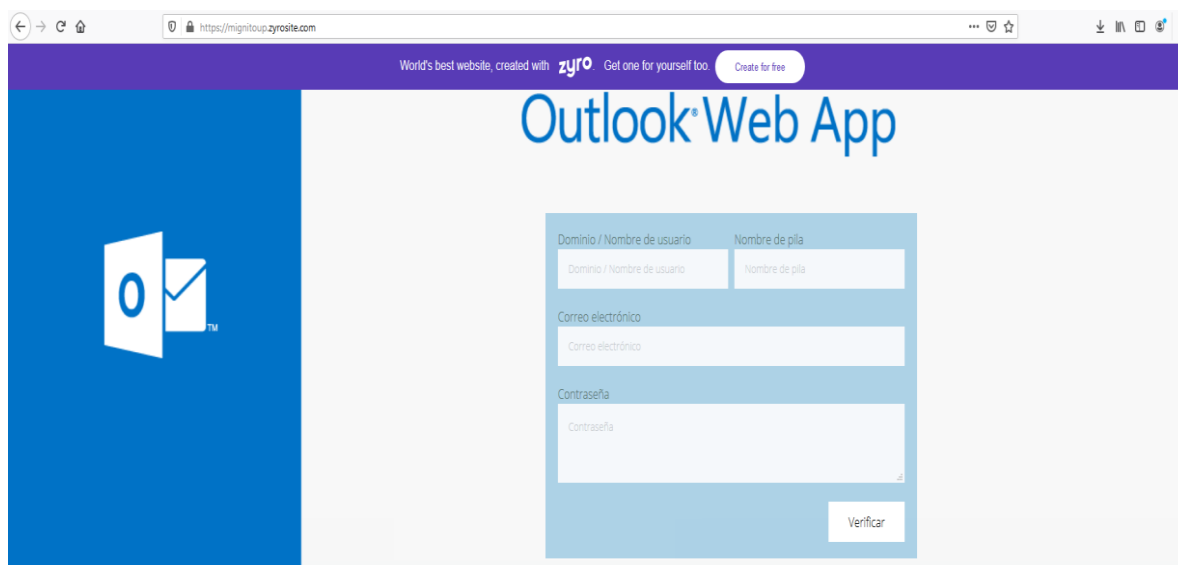 https://mignitoup.zyrosite.com
World's best website, created with zyro. Get one for yourself too. Create for free
Outlook® Web App
O
TM
Dominio / Nombre de usuario Nombre de pila
Dominio / Nombre de usuario Nombre de pila
Correo electrónico
Correo electrónico
Contraseña
Contraseña
Verificar